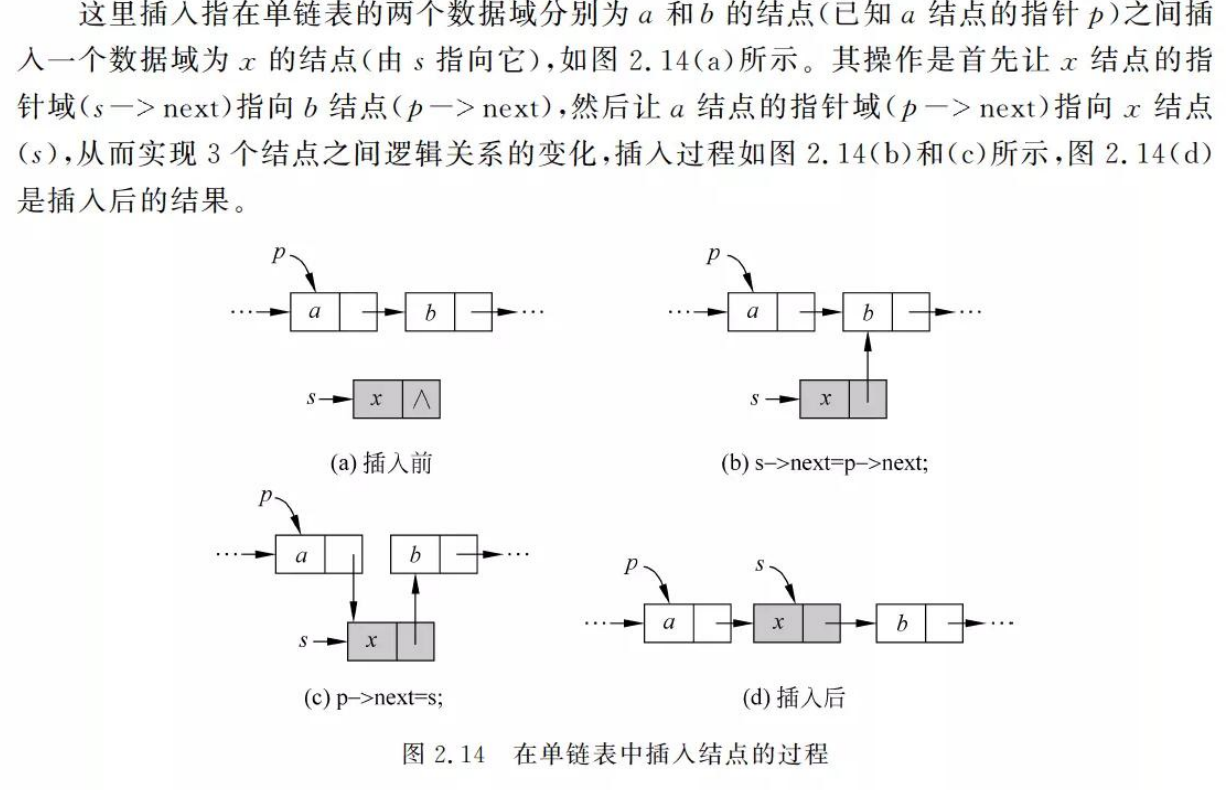 这里插入指在单链表的两个数据域分别为 a 和 b 的结点(已知 a 结点的指针 p)之间插
入一个数据域为 x 的结点(由 s 指向它),如图 2.14(a)所示。其操作是首先让 x 结点的指
针域(s—>next)指向 b 结点(p—>next),然后让 a 结点的指针域(p—>next)指向 x 结点
(s),从而实现 3 个结点之间逻辑关系的变化,插入过程如图 2.14(b)和(c)所示,图 2.14(d)
是插入后的结果。
p
… a b …
s x ∧
(a) 插入前
p
… a b …
s x
(b) s–>next=p–>next;
p
… a b …
s x
(c) p–>next=s;
p s
… a x b …
(d) 插入后
图 2.14 在单链表中插入结点的过程